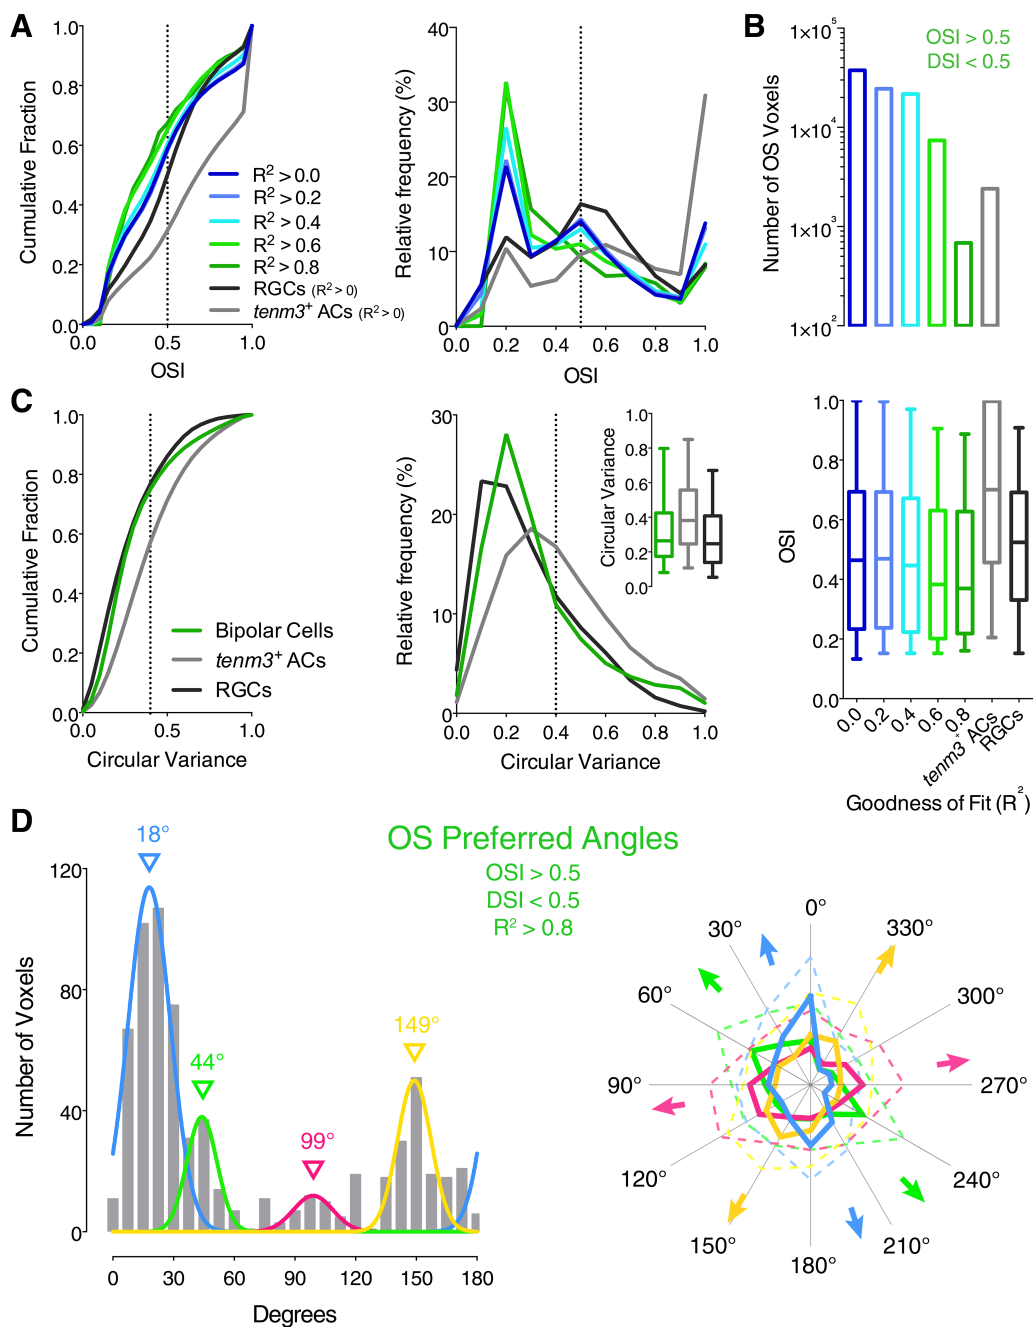 A
1.0
0.8
0.6
0.4
0.2
0.0
Cumulative Fraction
0.0 0.5 1.0
OSI
R² > 0.0
R² > 0.2
R² > 0.4
R² > 0.6
R² > 0.8
RGCs (R² > 0)
tenm3⁺ ACs (R² > 0)
40
30
20
10
0
Relative frequency (%)
0.0 0.2 0.4 0.6 0.8 1.0
OSI
B
OSI > 0.5
DSI < 0.5
1×10⁵
1×10⁴
1×10³
1×10²
Number of OS Voxels
1.0
0.8
0.6
0.4
0.2
0.0
OSI
0.0 0.2 0.4 0.6 0.8 tenm3⁺ ACs RGCs
Goodness of Fit (R²)
C
1.0
0.8
0.6
0.4
0.2
0.0
Cumulative Fraction
0.0 0.5 1.0
Circular Variance
Bipolar Cells
tenm3⁺ ACs
RGCs
30
20
10
0
Relative frequency (%)
0.0 0.2 0.4 0.6 0.8 1.0
Circular Variance
1.0
0.8
0.6
0.4
0.2
0.0
Circular Variance
D
OS Preferred Angles
OSI > 0.5
DSI < 0.5
R² > 0.8
120
80
40
0
Number of Voxels
18°
44°
99°
149°
0 30 60 90 120 150 180
Degrees
0°
30°
330°
60°
300°
90°
270°
120°
240°
150°
210°
180°